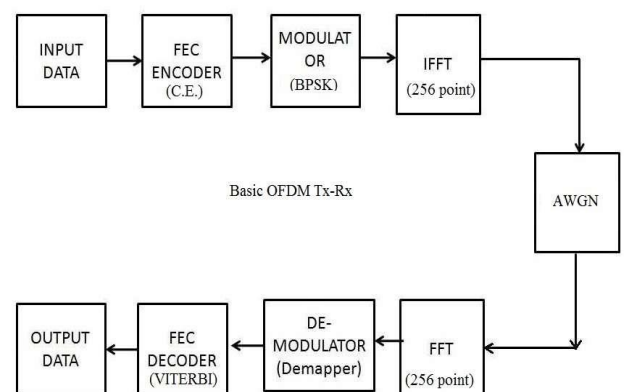 INPUT
DATA
FEC
ENCODER
(C.E.)
MODULAT
OR
(BPSK)
IFFT
(256 point)
Basic OFDM Tx-Rx
AWGN
OUTPUT
DATA
FEC
DECODER
(VITERBI)
DE-
MODULATOR
(Demapper)
FFT
(256 point)